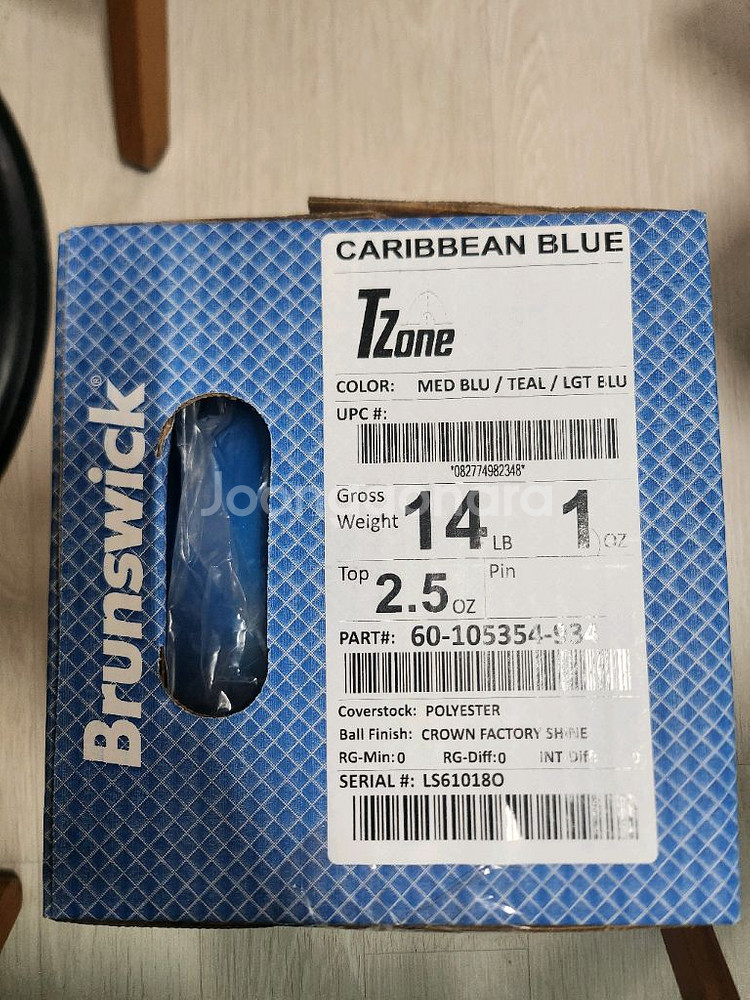 CARIBBEAN BLUE
TZone
COLOR: MED BLU / TEAL / LGT BLU
UPC #:
*082774982348*
Gross Weight 14 LB 1 OZ
Top 2.5 OZ Pin
PART#: 60-105354-934
Coverstock: POLYESTER
Ball Finish: CROWN FACTORY SHINE
RG-Min:0 RG-Diff:0 INT Diff: 0
SERIAL #: LS61018O
Brunswick®
Joongonara